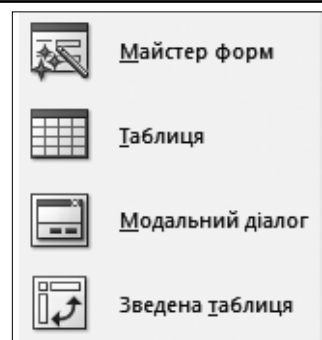 Майстер форм
Таблиця
Модальний діалог
Зведена таблиця